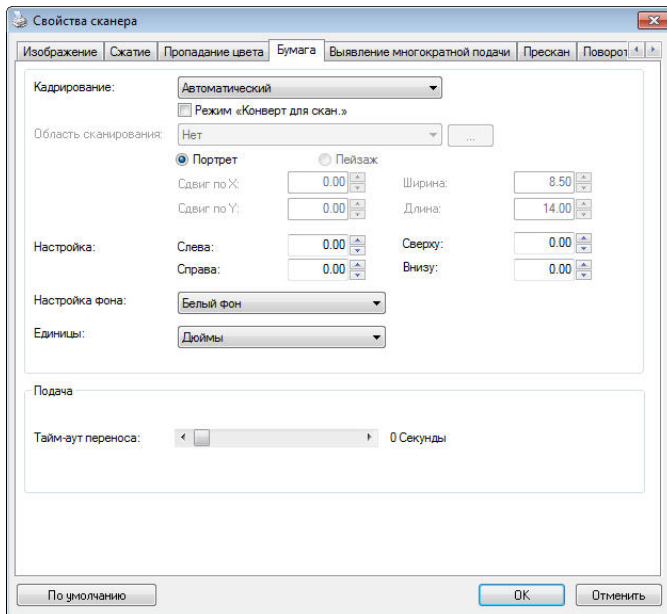 Свойства сканера
Изображение Сжатие Пропадание цвета Бумага Выявление многократной подачи Прескан Поворот
Кадрирование: Автоматический
Режим «Конверт для скан.»
Область сканирования: Нет ...
Портрет Пейзаж
Сдвиг по X: 0.00 Ширина: 8.50
Сдвиг по Y: 0.00 Длина: 14.00
Настройка: Слева: 0.00 Сверху: 0.00
Справа: 0.00 Внизу: 0.00
Настройка фона: Белый фон
Единицы: Дюймы
Подача
Тайм-аут переноса: 0 Секунды
По умолчанию OK Отменить